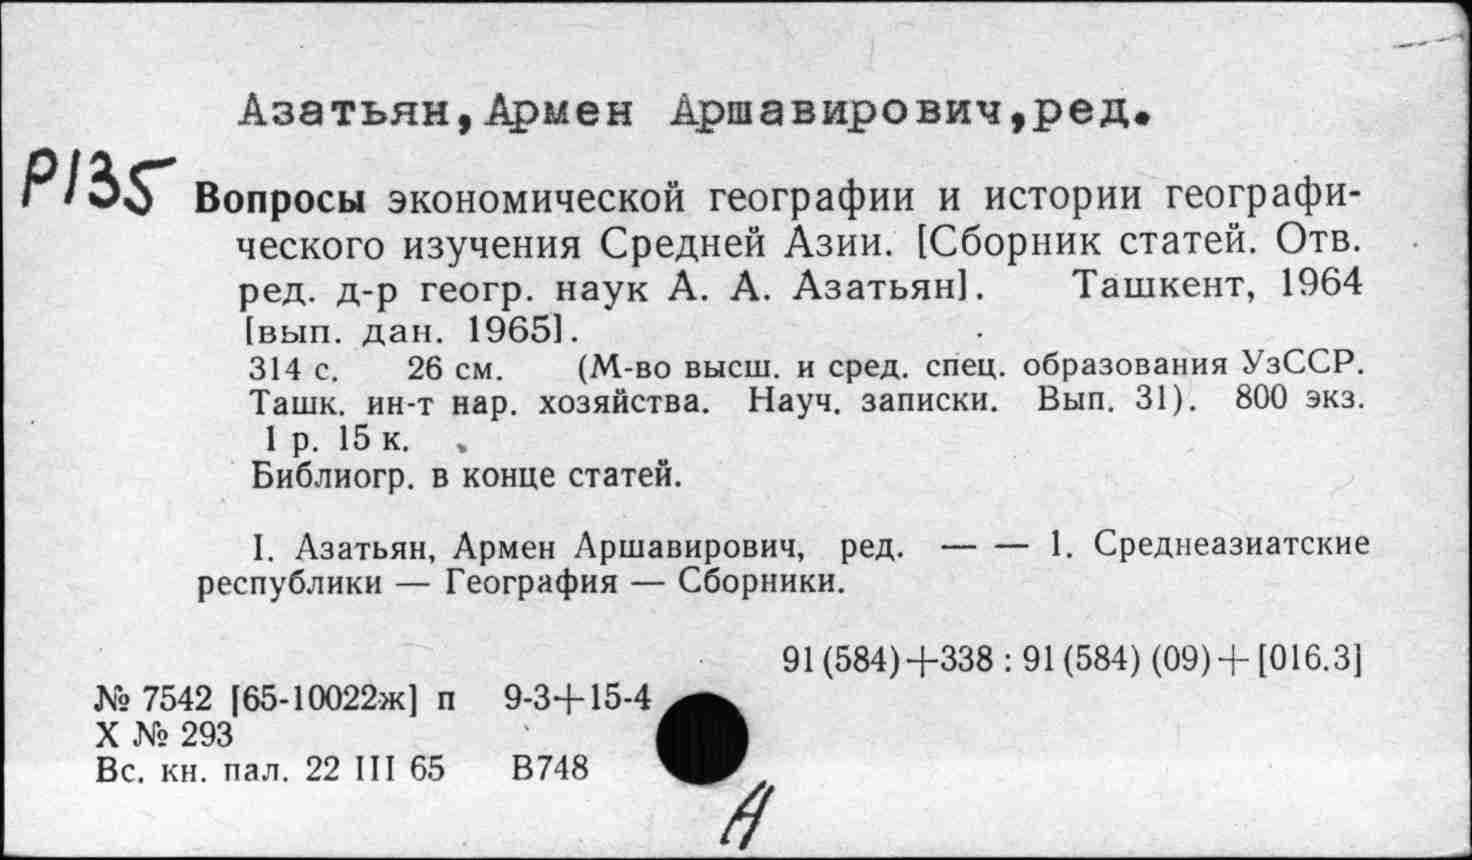 Азатьян, Армен Аршавирович, ред.
Р135
Вопросы экономической географии и истории географи-
ческого изучения Средней Азии. [Сборник статей. Отв.
ред. д-р геогр. наук А. А. Азатьян]. Ташкент, 1964
[вып. дан. 1965].
314 с. 26 см. (М-во высш. и сред. спец. образования УзССР.
Ташк. ин-т нар. хозяйства. Науч. записки. Вып. 31). 800 экз.
1 р. 15 к.
Библиогр. в конце статей.
I. Азатьян, Армен Аршавирович, ред. — — 1. Среднеазиатские
республики — География — Сборники.
91 (584)+338 : 91 (584) (09)+[016.3]
№ 7542 [65-10022ж] п 9-3+15-4
Х № 293
Вс. кн. пал. 22 III 65 В748
А